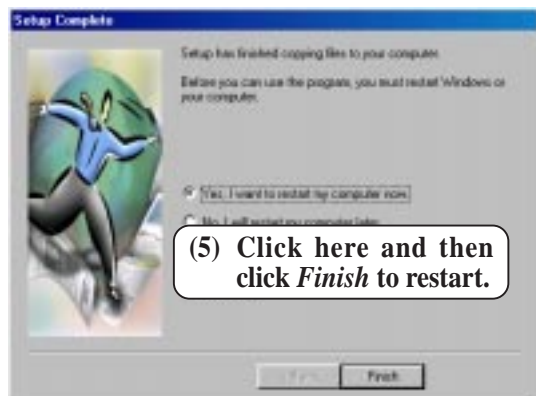 Setup Complete
Setup has finished copying files to your computer.
Before you can use the program, you must restart Windows or
your computer.
Yes, I want to restart my computer now.
No, I will restart my computer later.
(5) Click here and then
click Finish to restart.
Finish